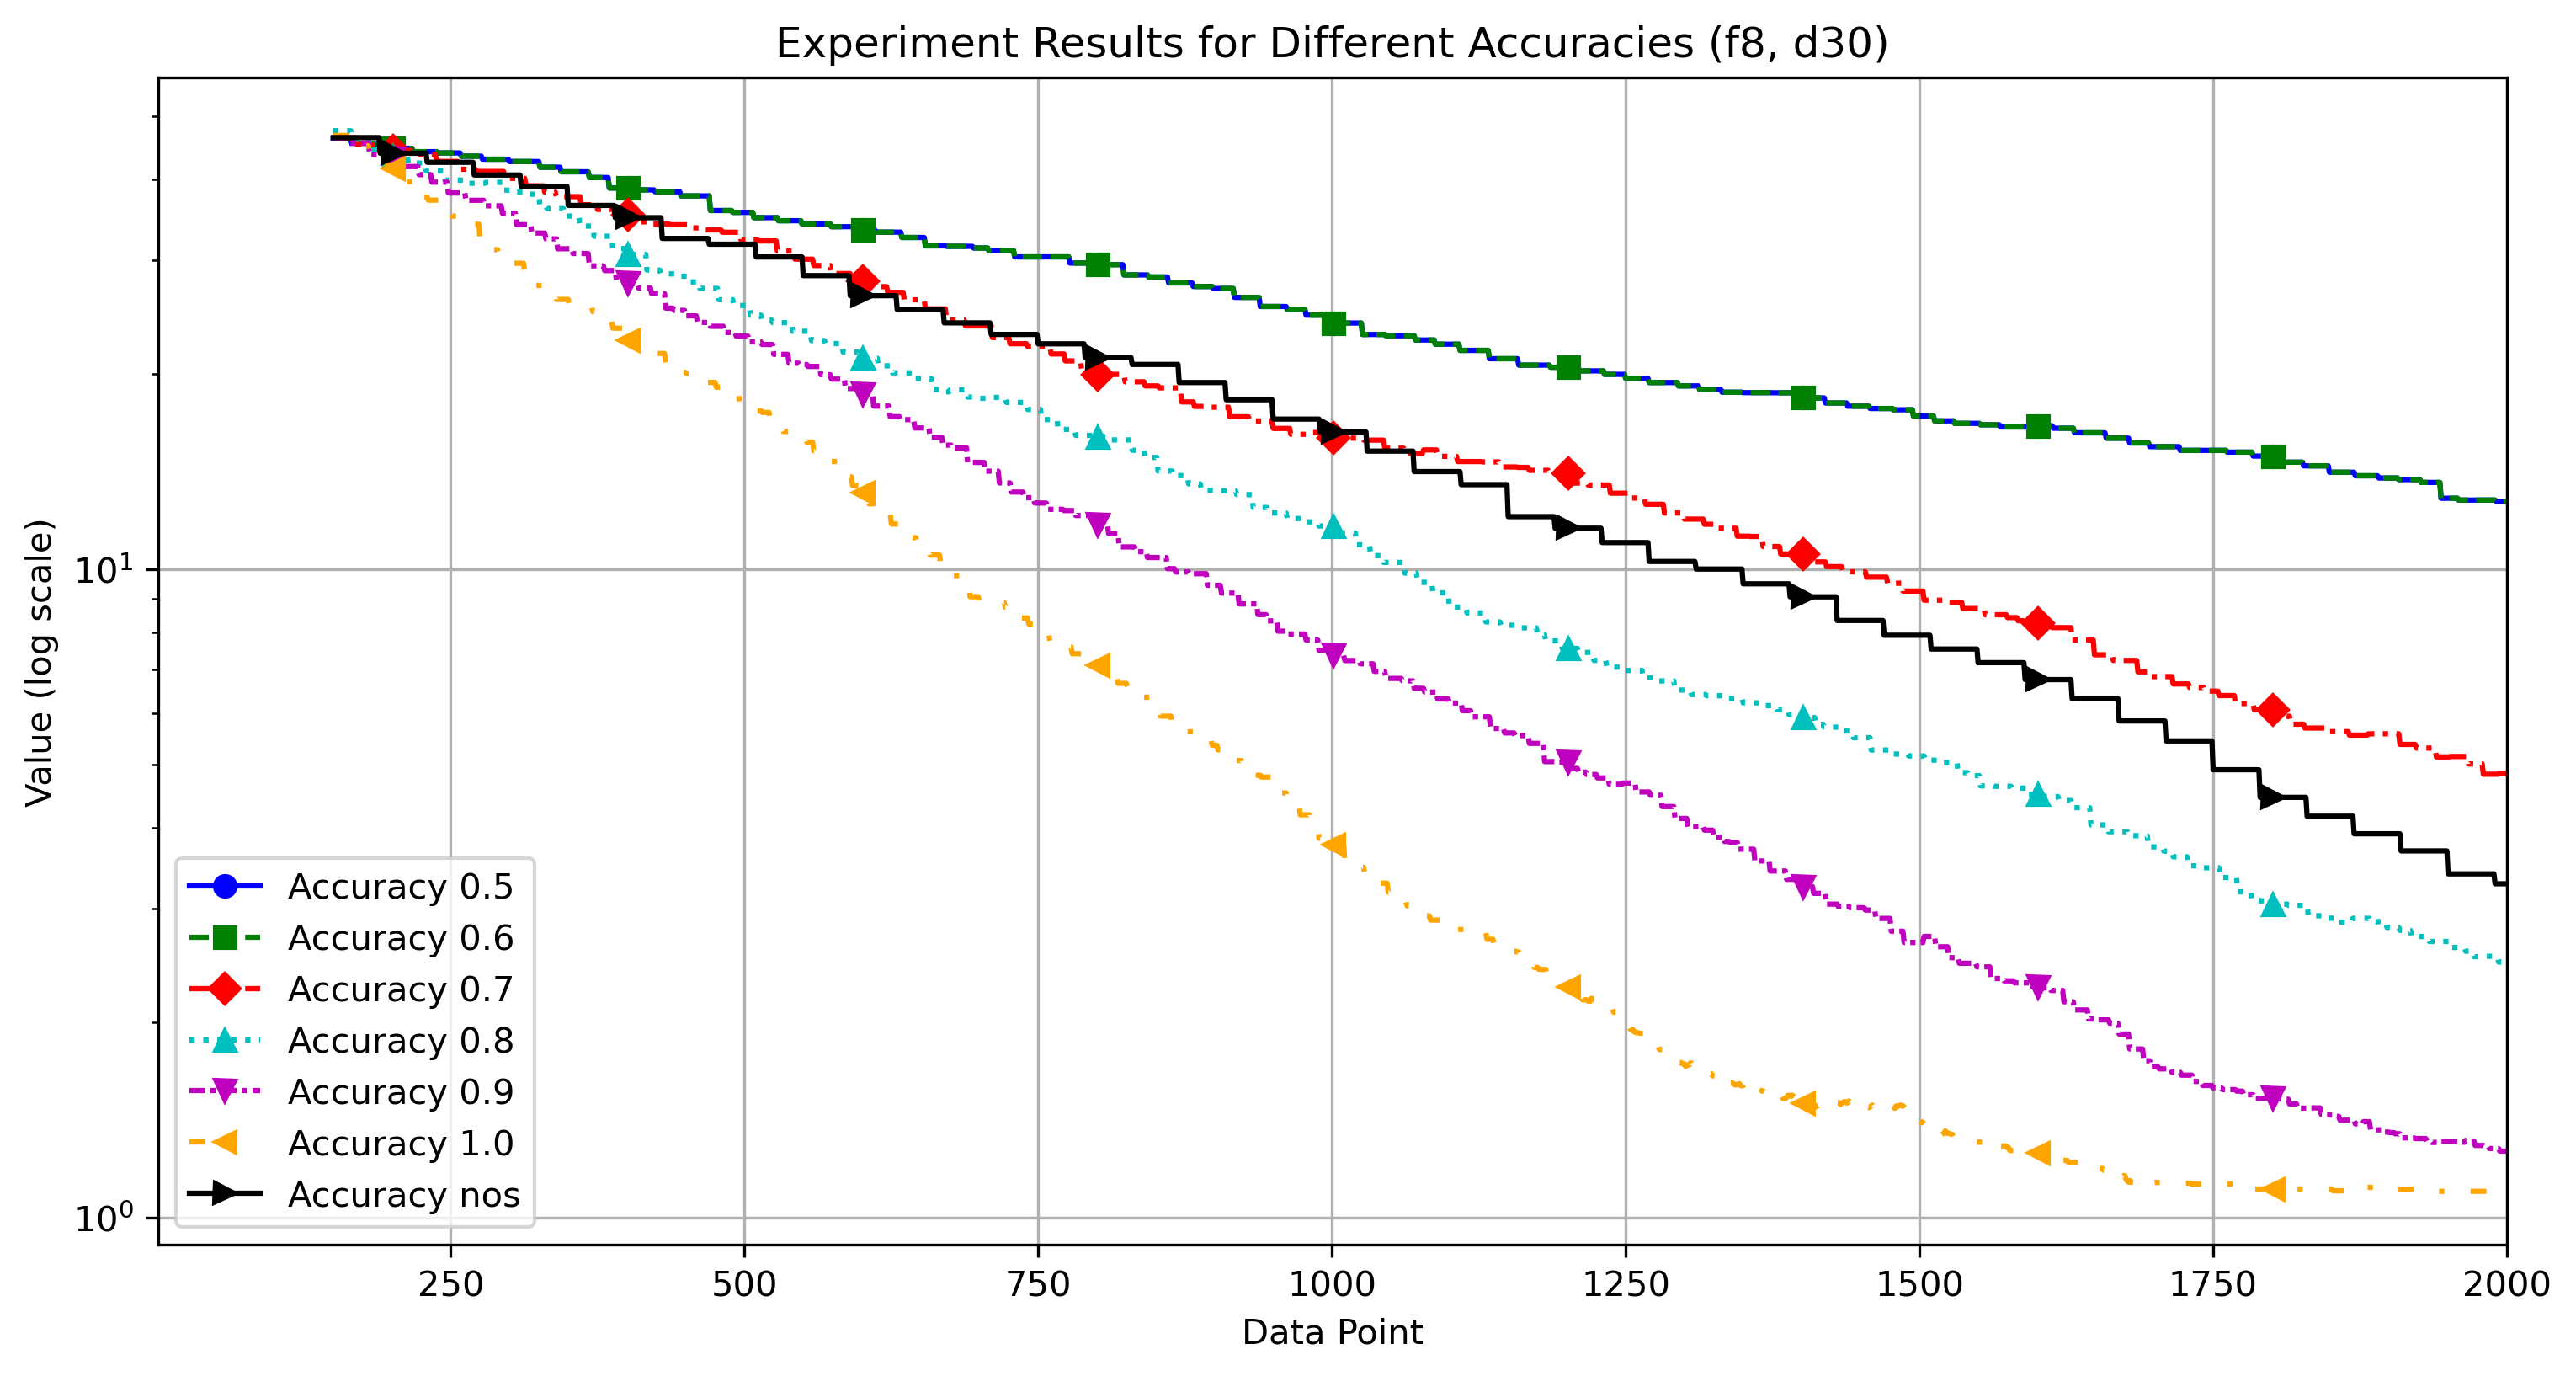 Experiment Results for Different Accuracies (f8, d30)
Value (log scale)
10¹
10⁰
Accuracy 0.5
Accuracy 0.6
Accuracy 0.7
Accuracy 0.8
Accuracy 0.9
Accuracy 1.0
Accuracy nos
250 500 750 1000 1250 1500 1750 2000
Data Point